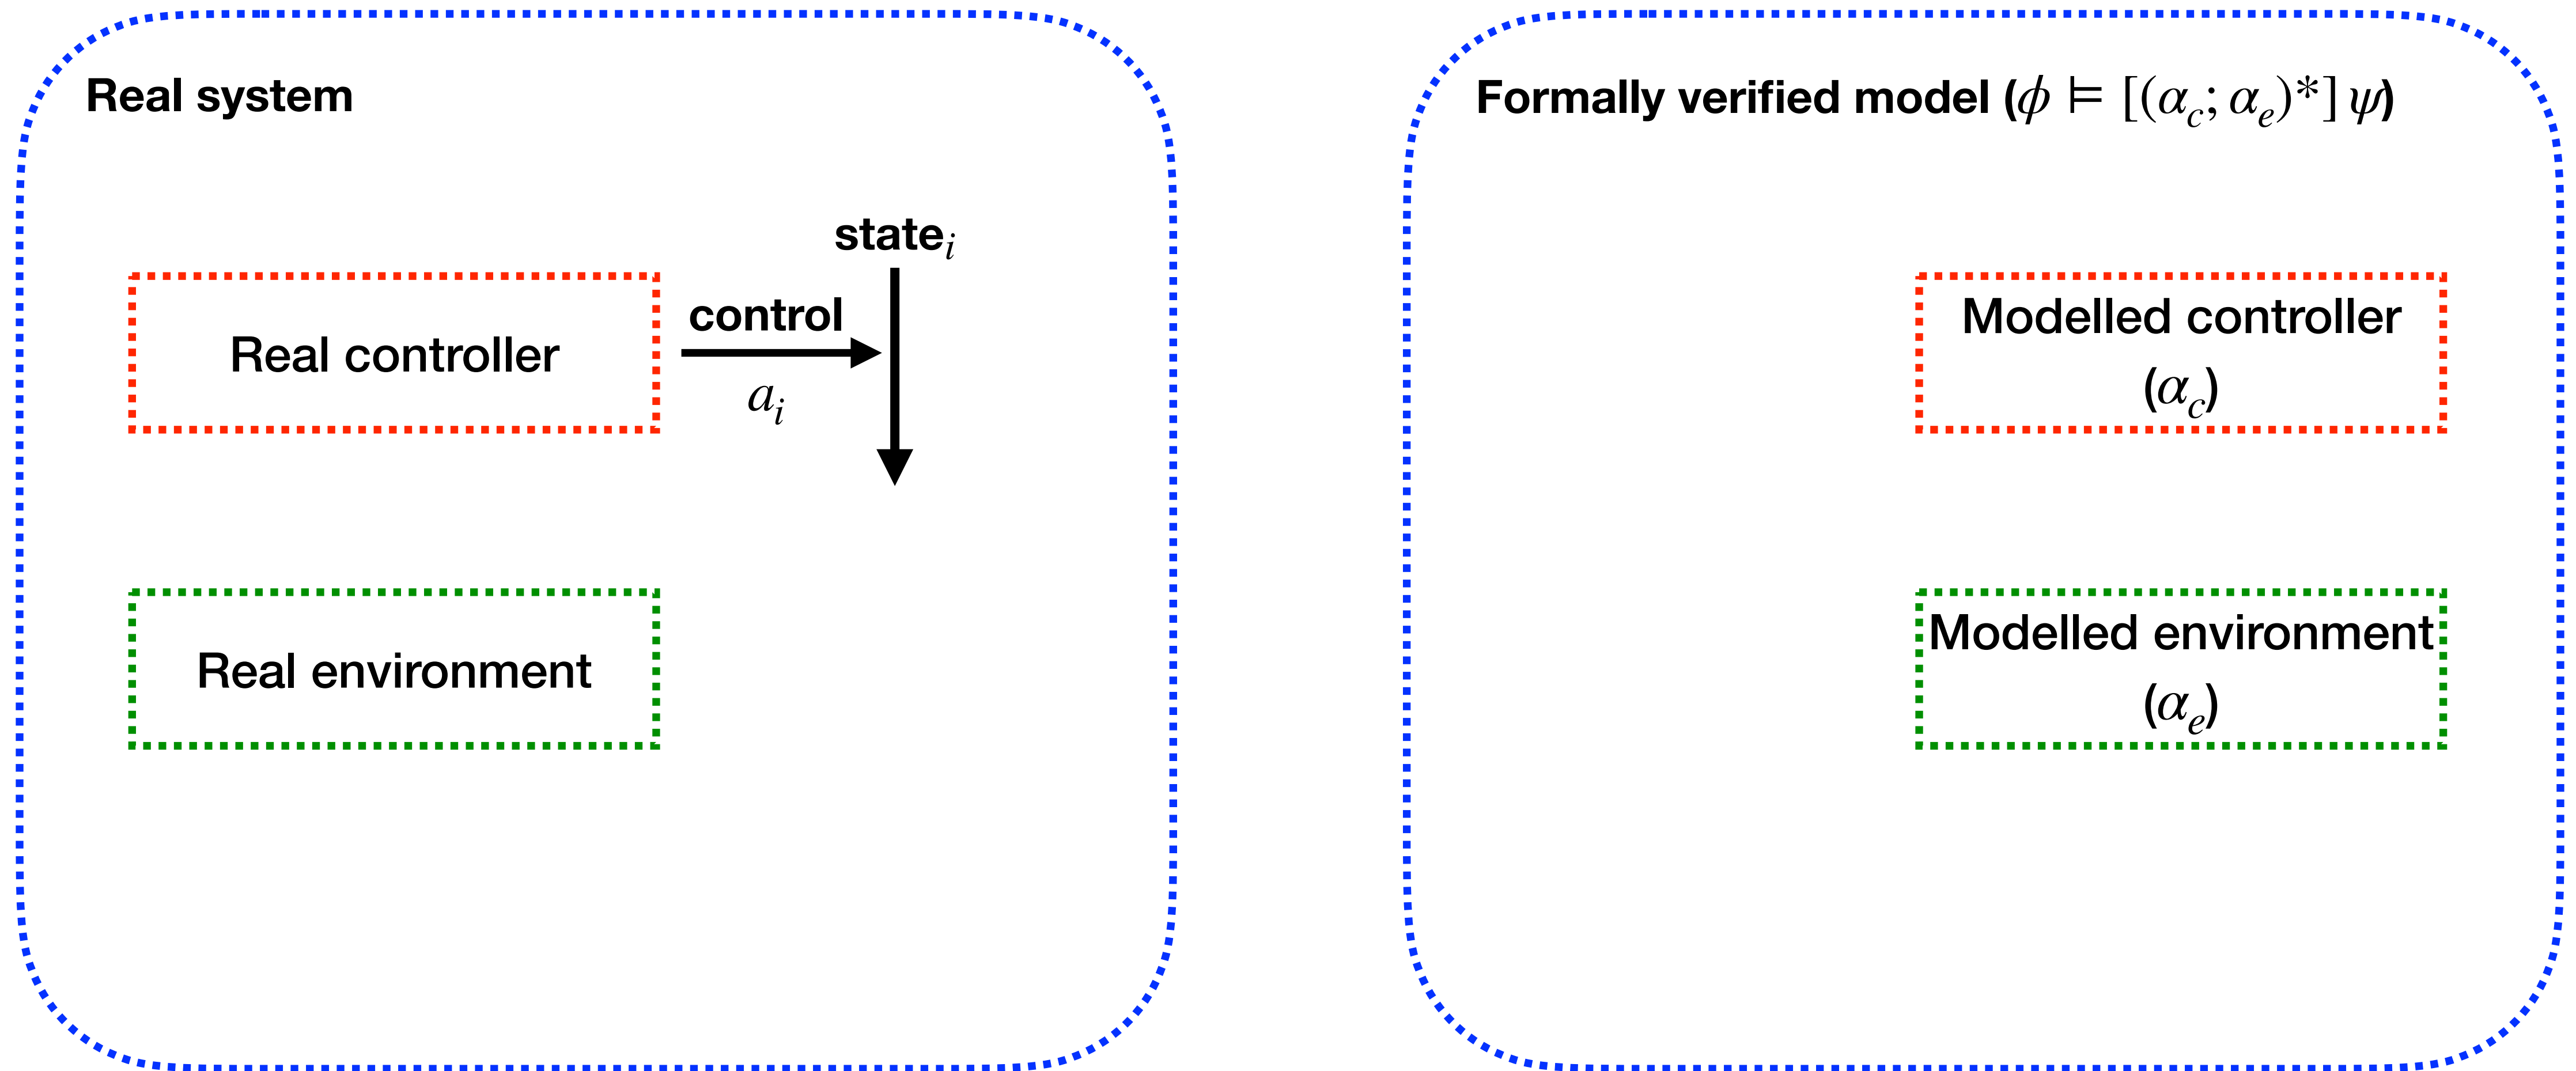 Real system
state𝑖
control
Real controller
𝑎𝑖
Real environment
Formally verified model (𝜙 ⊨ [(𝛼𝑐; 𝛼𝑒)*] 𝜓)
Modelled controller
(𝛼𝑐)
Modelled environment
(𝛼𝑒)